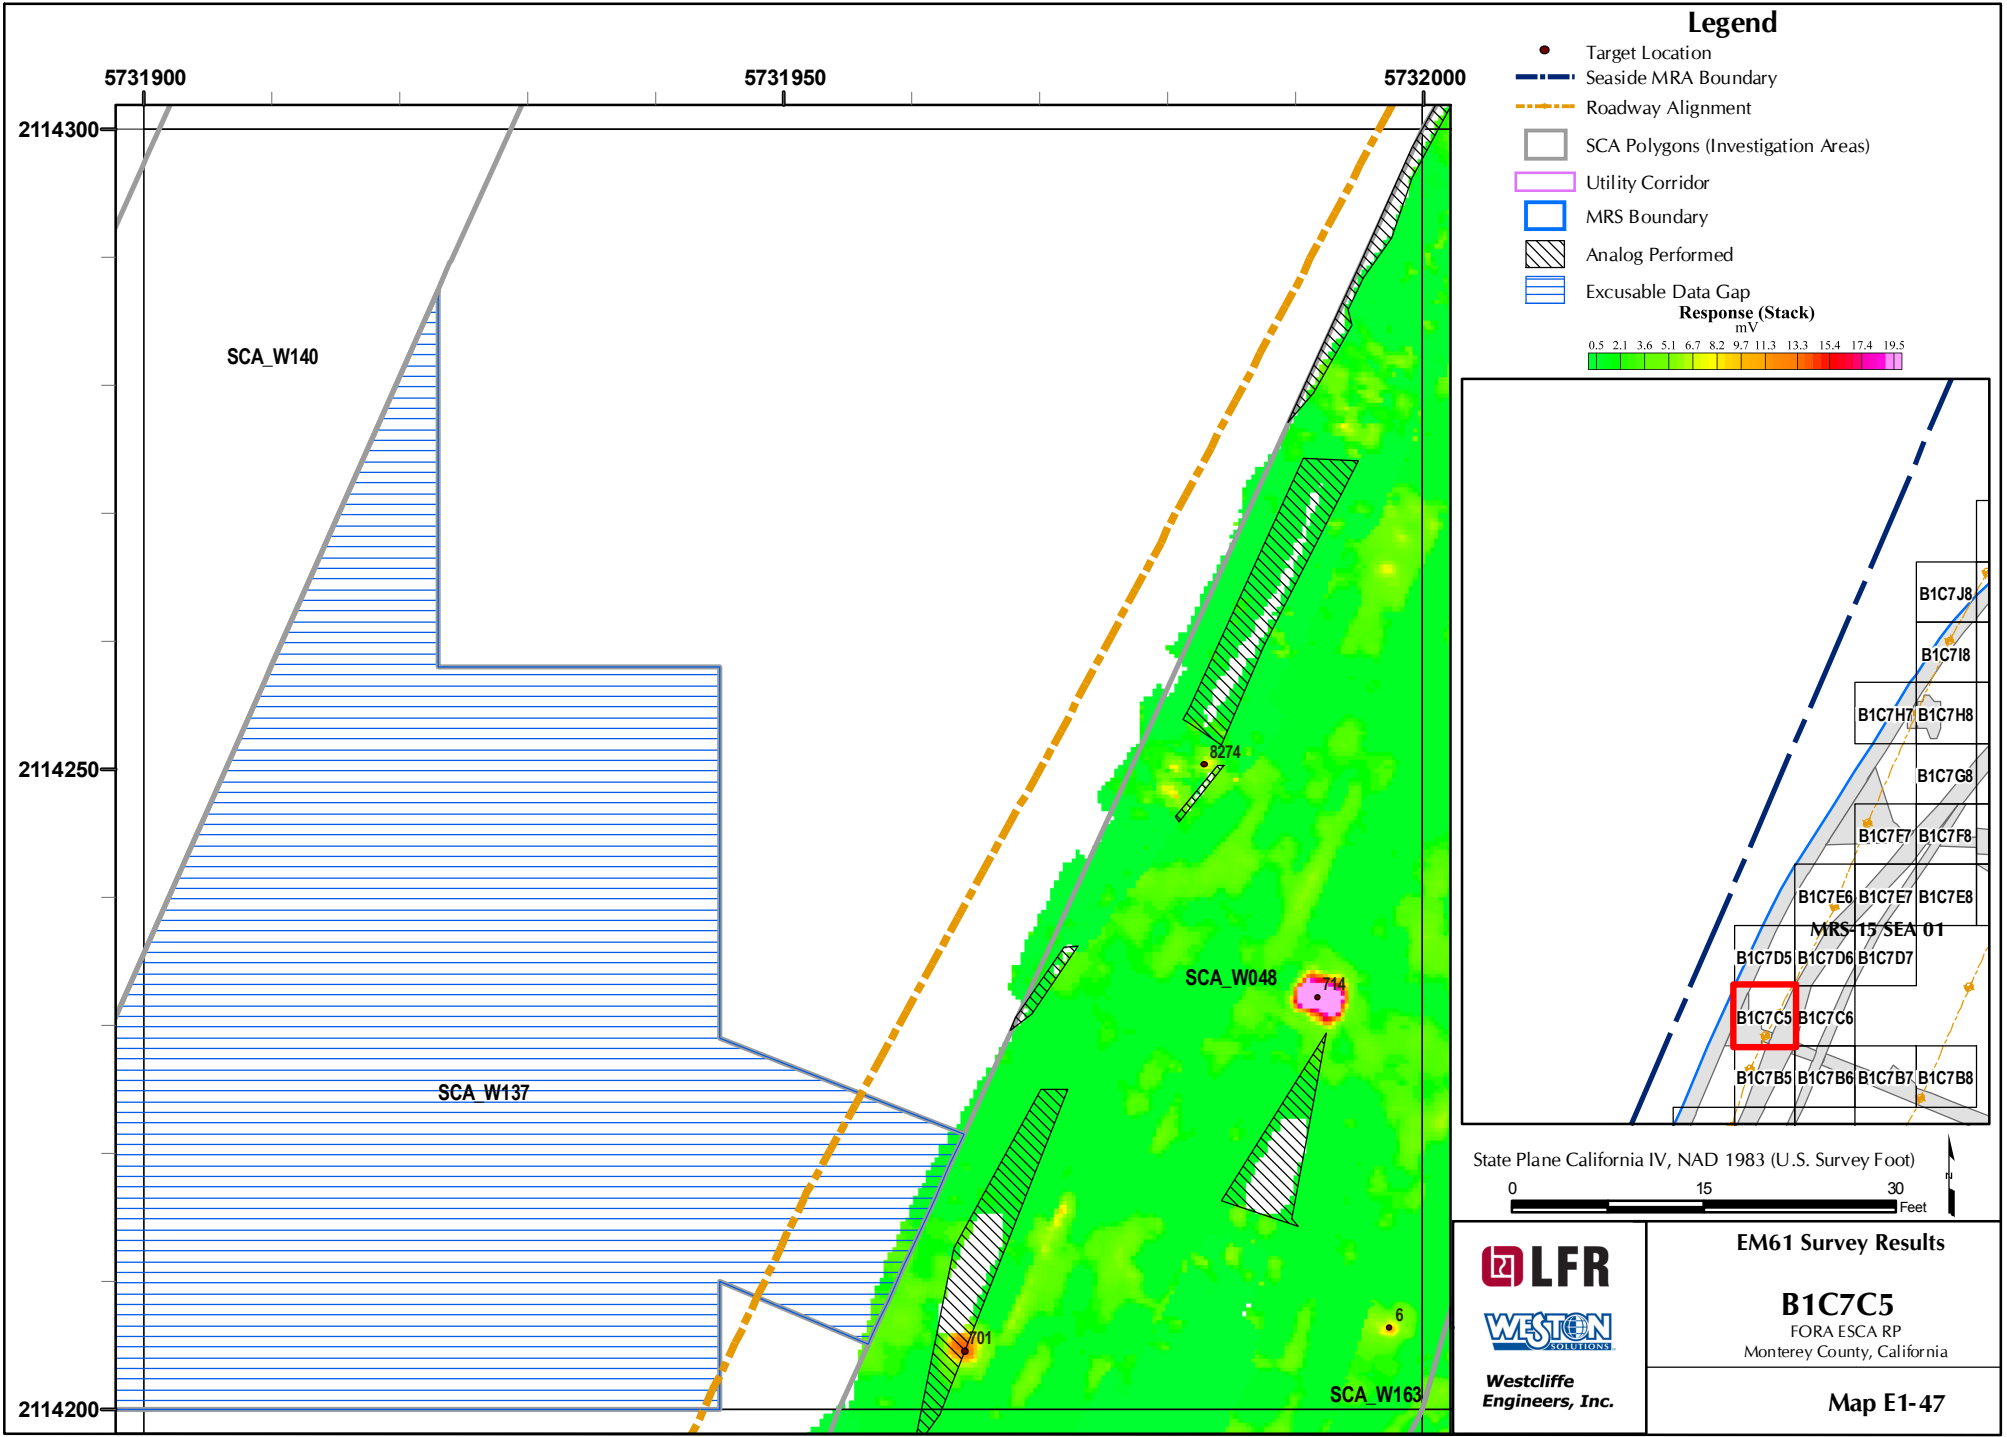 5731900
5731950
5732000
2114300
2114250
2114200
SCA_W140
SCA_W137
SCA_W048
SCA_W163
8274
714
701
6
Legend
Target Location
Seaside MRA Boundary
Roadway Alignment
SCA Polygons (Investigation Areas)
Utility Corridor
MRS Boundary
Analog Performed
Excusable Data Gap
Response (Stack)
mV
0.5 2.1 3.6 5.1 6.7 8.2 9.7 11.3 13.3 15.4 17.4 19.5
B1C7J8
B1C7I8
B1C7H7 B1C7H8
B1C7G8
B1C7F7 B1C7F8
B1C7E6 B1C7E7 B1C7E8
MRS-15 SEA 01
B1C7D5 B1C7D6 B1C7D7
B1C7C5 B1C7C6
B1C7B5 B1C7B6 B1C7B7 B1C7B8
State Plane California IV, NAD 1983 (U.S. Survey Foot)
0 15 30
Feet
N
LFR
WESTON
SOLUTIONS
Westcliffe
Engineers, Inc.
EM61 Survey Results
B1C7C5
FORA ESCA RP
Monterey County, California
Map E1-47